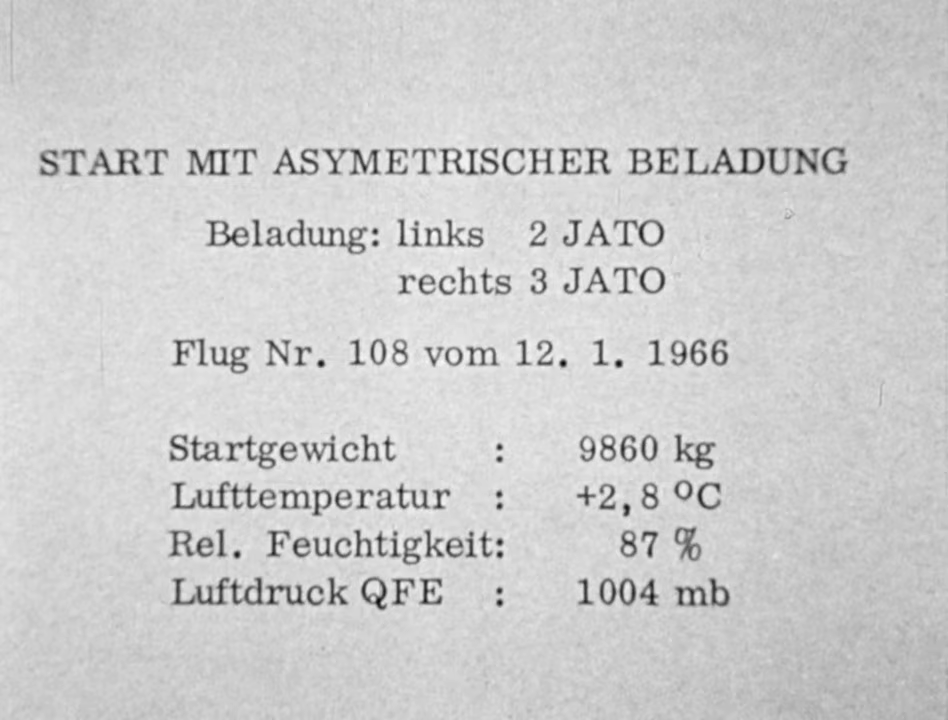 START MIT ASYMETRISCHER BELADUNG
Beladung: links 2 JATO
rechts 3 JATO
Flug Nr. 108 vom 12. 1. 1966
Startgewicht : 9860 kg
Lufttemperatur : +2,8 °C
Rel. Feuchtigkeit: 87 %
Luftdruck QFE : 1004 mb